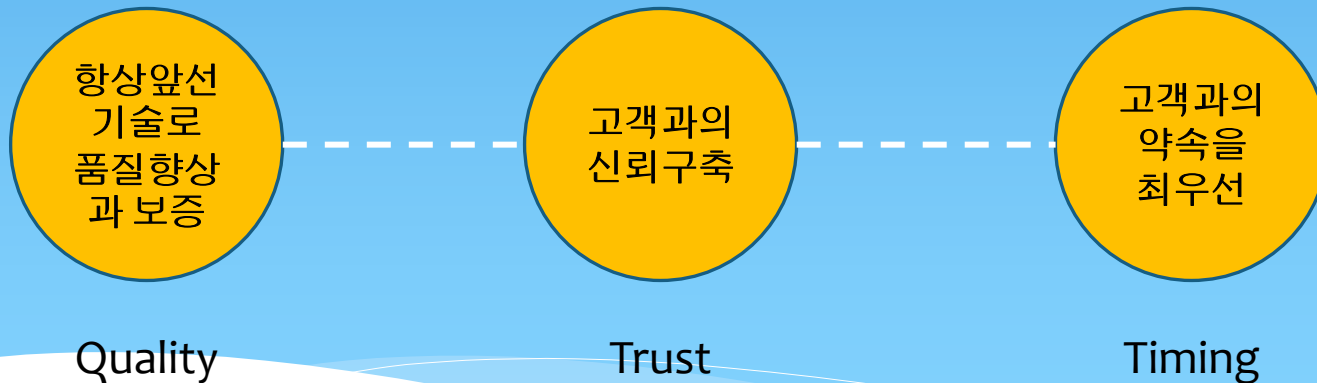 항상앞선
기술로
품질향상
과 보증
고객과의
신뢰구축
고객과의
약속을
최우선
Quality
Trust
Timing